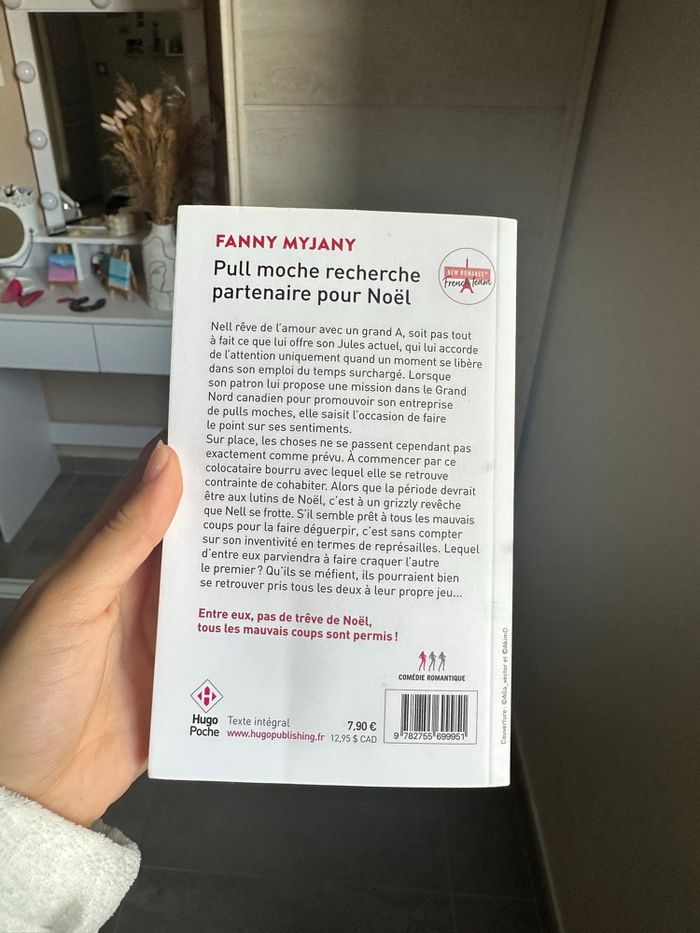 FANNY MYJANY
Pull moche recherche
partenaire pour Noël
NEW ROMANCE®
French Team
Nell rêve de l'amour avec un grand A, soit pas tout
à fait ce que lui offre son Jules actuel, qui lui accorde
de l'attention uniquement quand un moment se libère
dans son emploi du temps surchargé. Lorsque
son patron lui propose une mission dans le Grand
Nord canadien pour promouvoir son entreprise
de pulls moches, elle saisit l'occasion de faire
le point sur ses sentiments.
Sur place, les choses ne se passent cependant pas
exactement comme prévu. À commencer par ce
colocataire bourru avec lequel elle se retrouve
contrainte de cohabiter. Alors que la période devrait
être aux lutins de Noël, c'est à un grizzly revêche
que Nell se frotte. S'il semble prêt à tous les mauvais
coups pour la faire déguerpir, c'est sans compter
sur son inventivité en termes de représailles. Lequel
d'entre eux parviendra à faire craquer l'autre
le premier ? Qu'ils se méfient, ils pourraient bien
se retrouver pris tous les deux à leur propre jeu...
Entre eux, pas de trêve de Noël,
tous les mauvais coups sont permis !
COMÉDIE ROMANTIQUE
Hugo
Poche
Texte intégral
www.hugopublishing.fr
7,90 €
12,95 $ CAD
9 782755 699951
Couverture : ©Alla_vector et ©AkimD